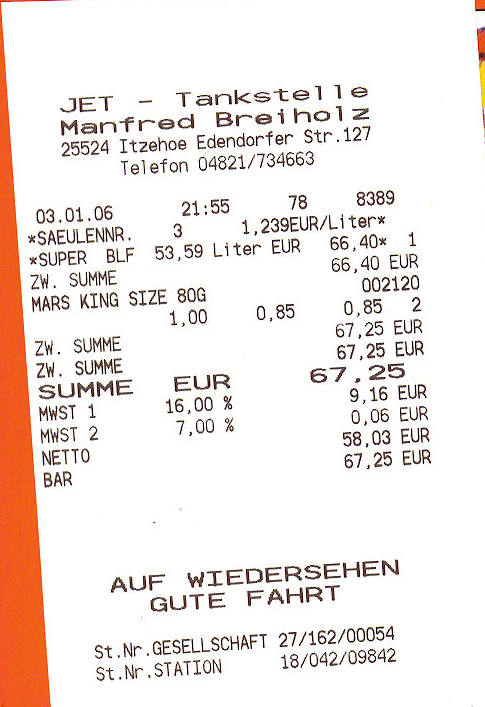 JET - Tankstelle
Manfred Breiholz
25524 Itzehoe Edendorfer Str.127
Telefon 04821/734663
03.01.06 21:55 78 8389
*SAEULENNR. 3 1,239EUR/Liter*
*SUPER BLF 53,59 Liter EUR 66,40* 1
ZW. SUMME 66,40 EUR
MARS KING SIZE 80G 002120
1,00 0,85 0,85 2
ZW. SUMME 67,25 EUR
ZW. SUMME 67,25 EUR
SUMME EUR 67,25
MWST 1 16,00 % 9,16 EUR
MWST 2 7,00 % 0,06 EUR
NETTO 58,03 EUR
BAR 67,25 EUR
AUF WIEDERSEHEN
GUTE FAHRT
St.Nr.GESELLSCHAFT 27/162/00054
St.Nr.STATION 18/042/09842